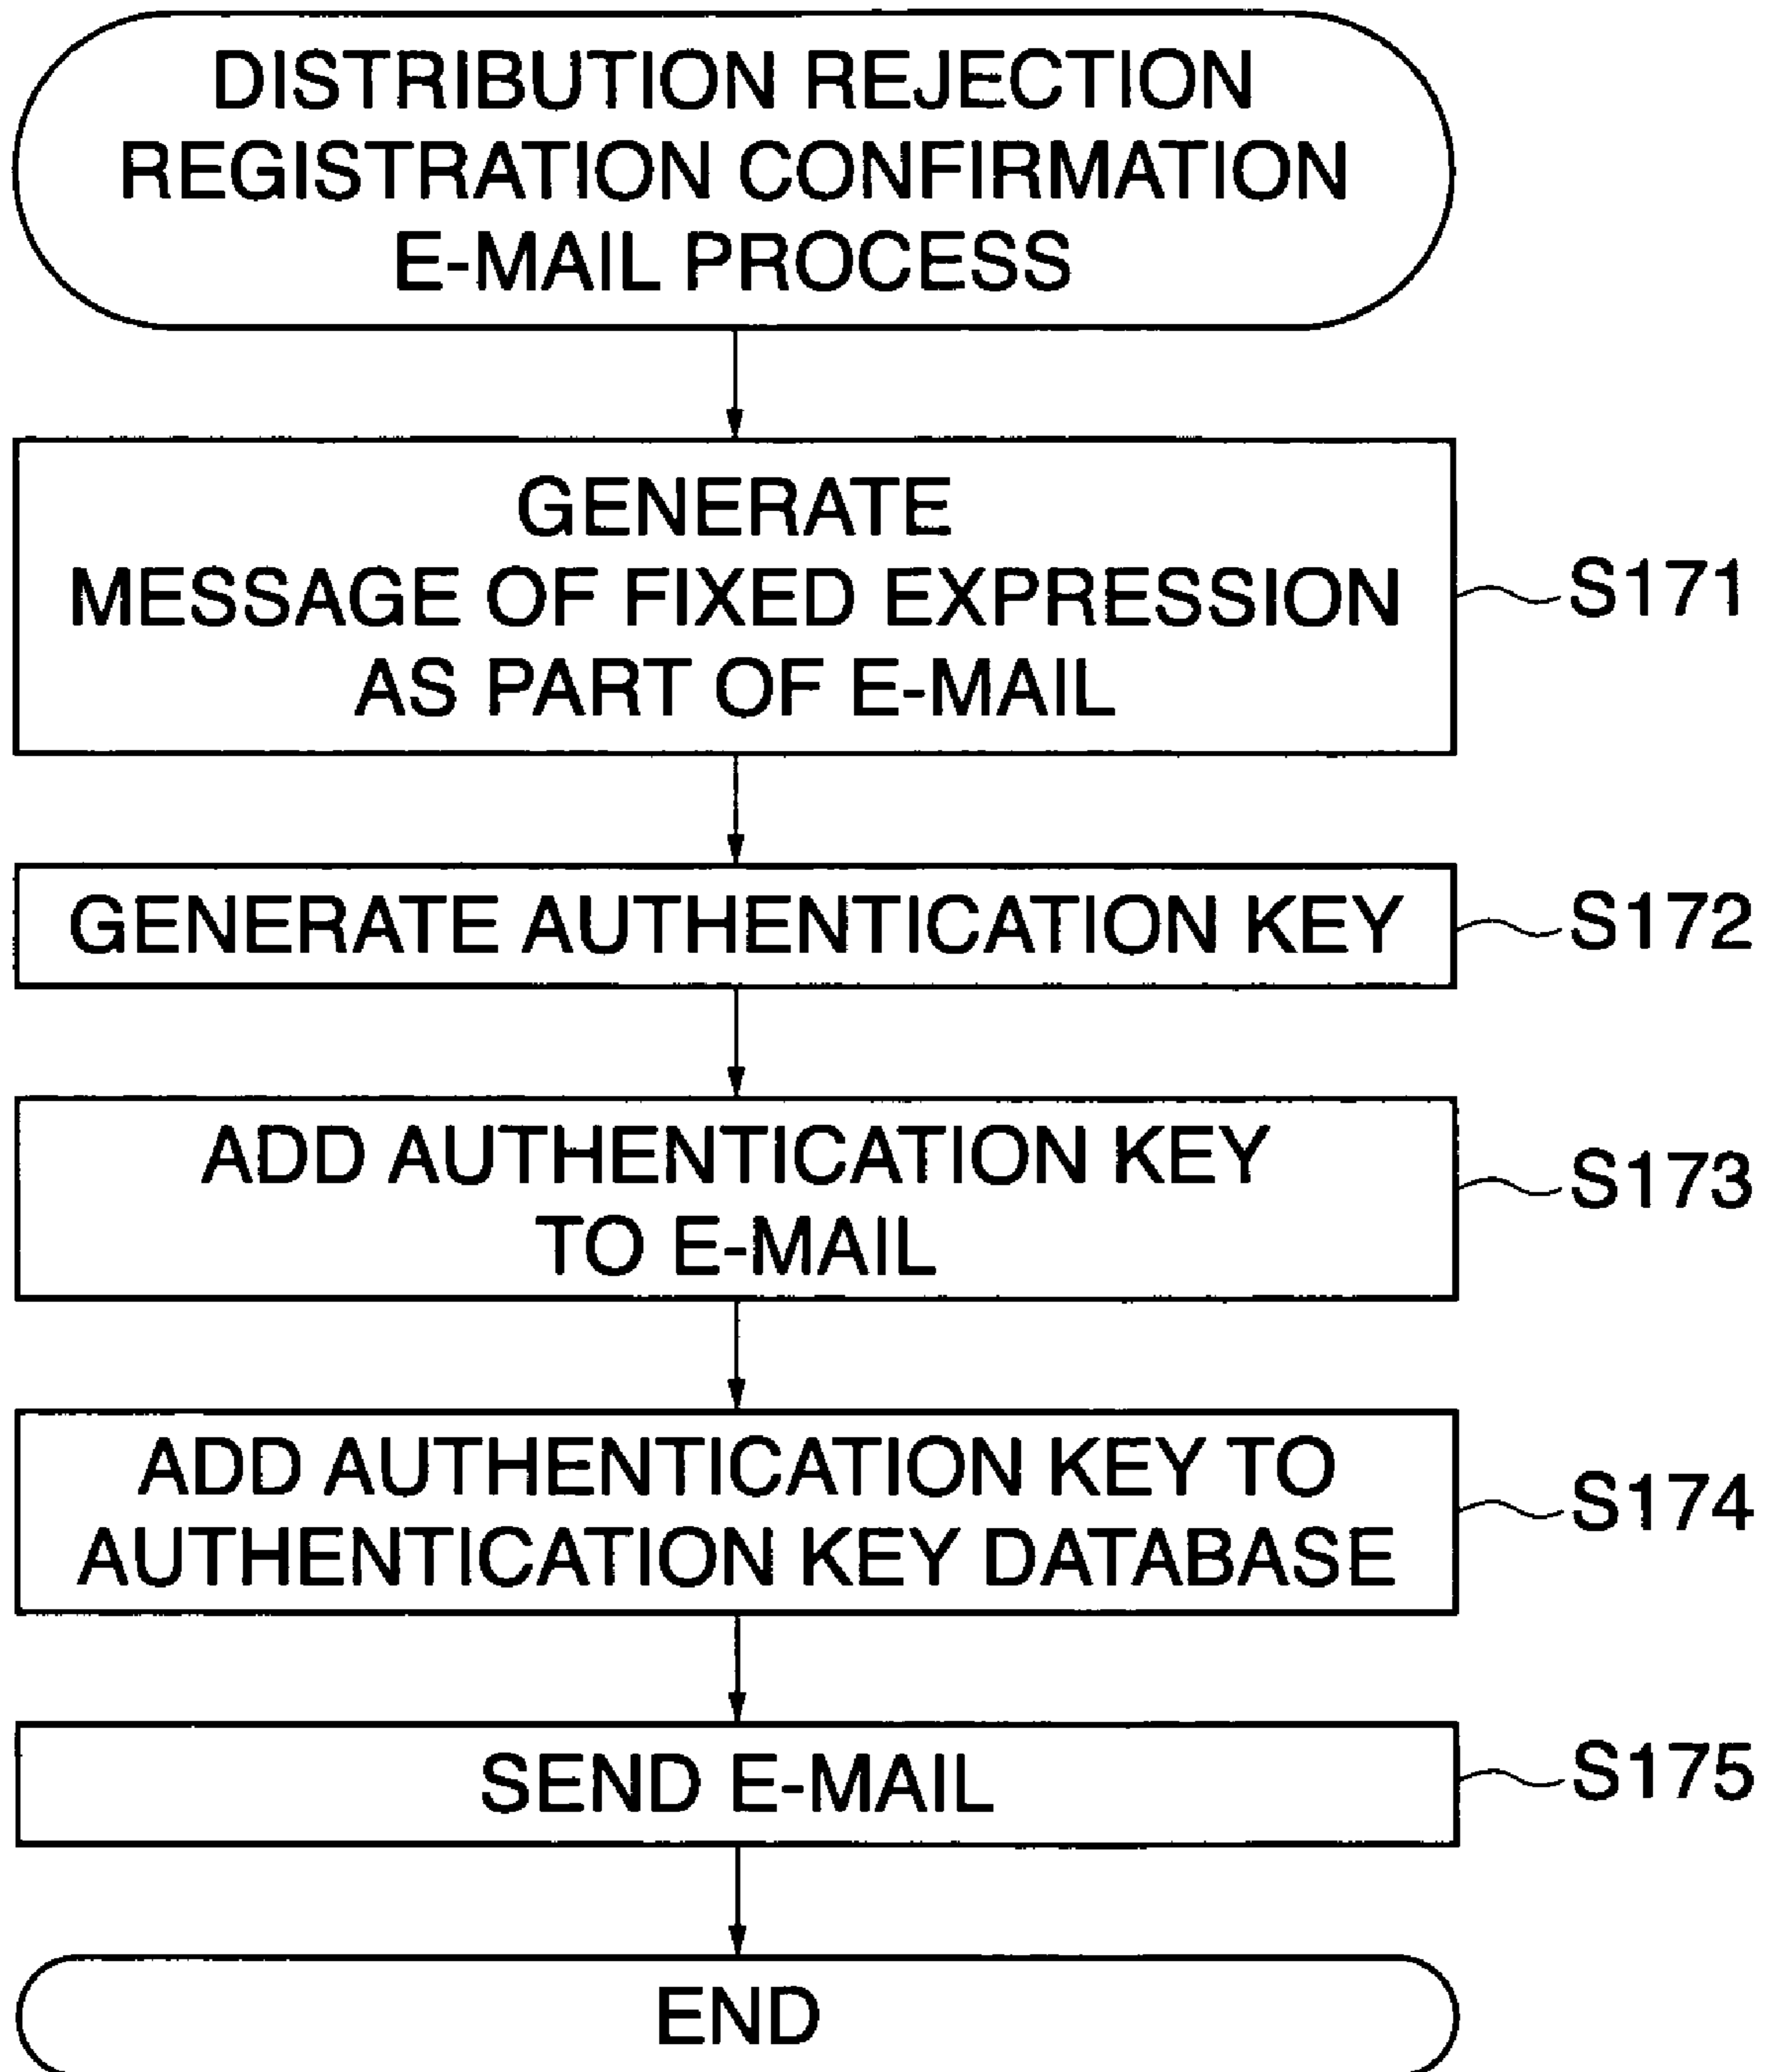 DISTRIBUTION REJECTION
REGISTRATION CONFIRMATION
E-MAIL PROCESS
GENERATE
MESSAGE OF FIXED EXPRESSION
AS PART OF E-MAIL
S171
GENERATE AUTHENTICATION KEY
S172
ADD AUTHENTICATION KEY
TO E-MAIL
S173
ADD AUTHENTICATION KEY TO
AUTHENTICATION KEY DATABASE
S174
SEND E-MAIL
S175
END